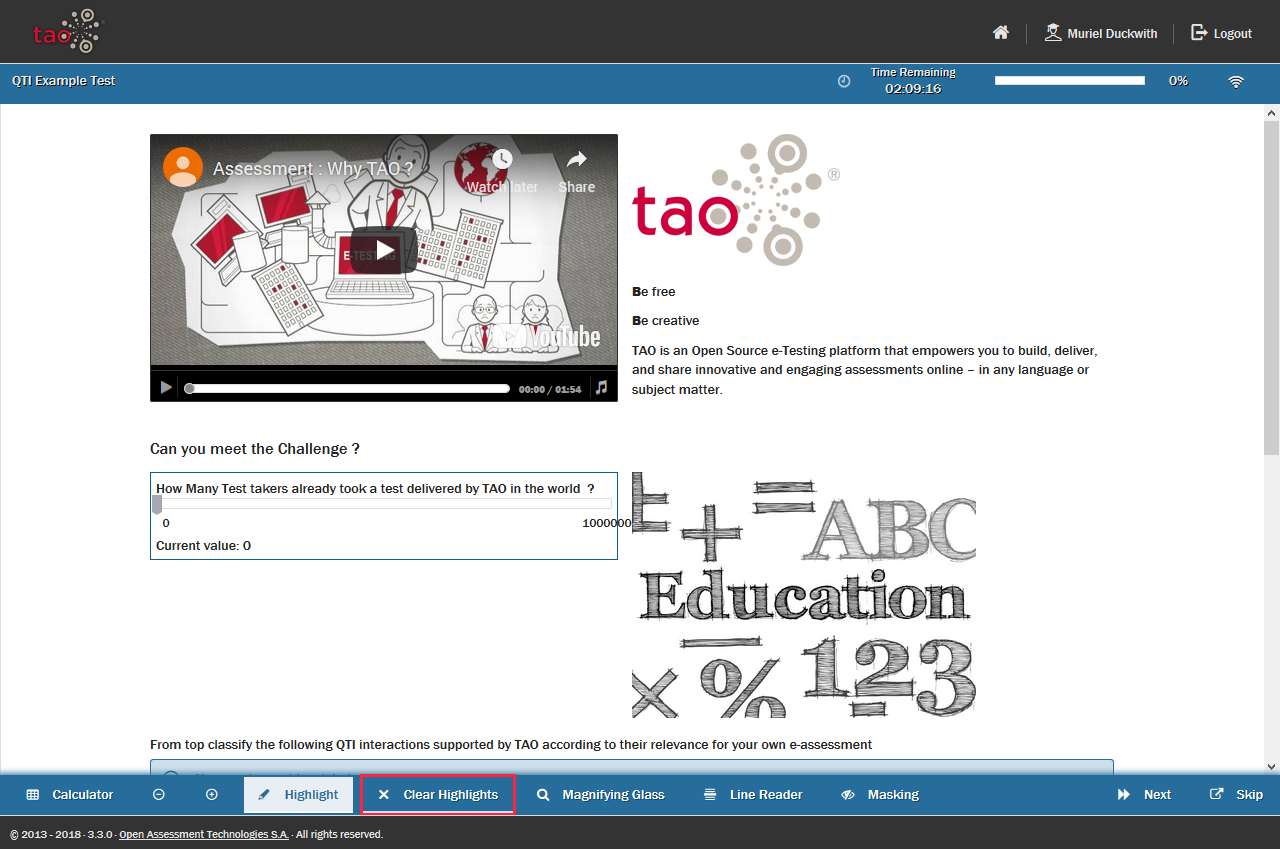 tao
Muriel Duckwith
Logout
QTI Example Test
Time Remaining
02:09:16
0%
Assessment : Why TAO ?
Watch later
Share
E-TESTING
YouTube
00:00 / 01:54
tao®
Be free
Be creative
TAO is an Open Source e-Testing platform that empowers you to build, deliver,
and share innovative and engaging assessments online – in any language or
subject matter.
Can you meet the Challenge ?
How Many Test takers already took a test delivered by TAO in the world ?
0
1000000
Current value: 0
± + = ABC
Education
× % 123
From top classify the following QTI interactions supported by TAO according to their relevance for your own e-assessment
Calculator
Highlight
Clear Highlights
Magnifying Glass
Line Reader
Masking
Next
Skip
© 2013 - 2018 · 3.3.0 · Open Assessment Technologies S.A. · All rights reserved.